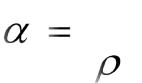 α =
ρ